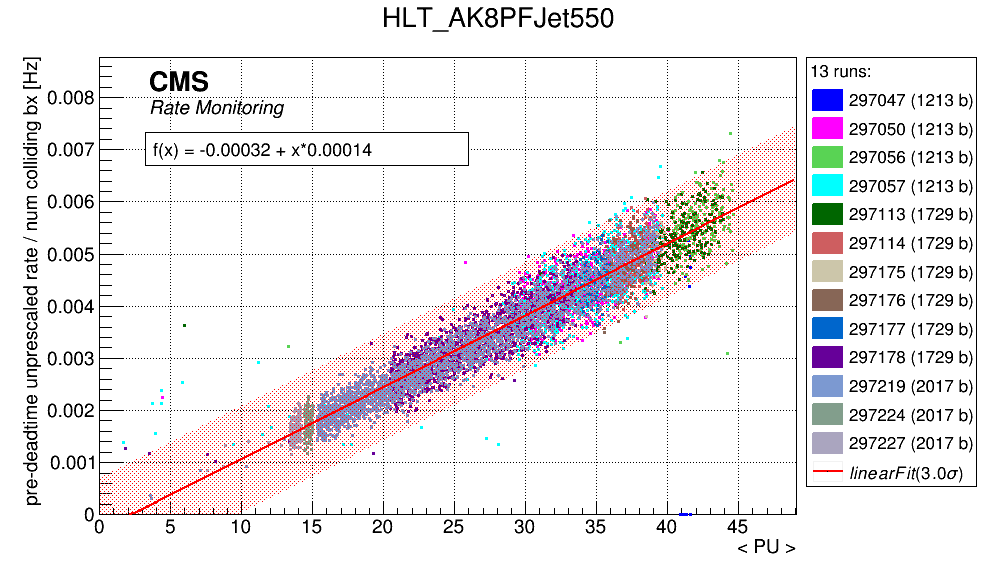 HLT_AK8PFJet550
pre-deadtime unprescaled rate / num colliding bx [Hz]
CMS
Rate Monitoring
f(x) = -0.00032 + x*0.00014
0.008
0.007
0.006
0.005
0.004
0.003
0.002
0.001
0
0 5 10 15 20 25 30 35 40 45
< PU >
13 runs:
297047 (1213 b)
297050 (1213 b)
297056 (1213 b)
297057 (1213 b)
297113 (1729 b)
297114 (1729 b)
297175 (1729 b)
297176 (1729 b)
297177 (1729 b)
297178 (1729 b)
297219 (2017 b)
297224 (2017 b)
297227 (2017 b)
linearFit(3.0σ)